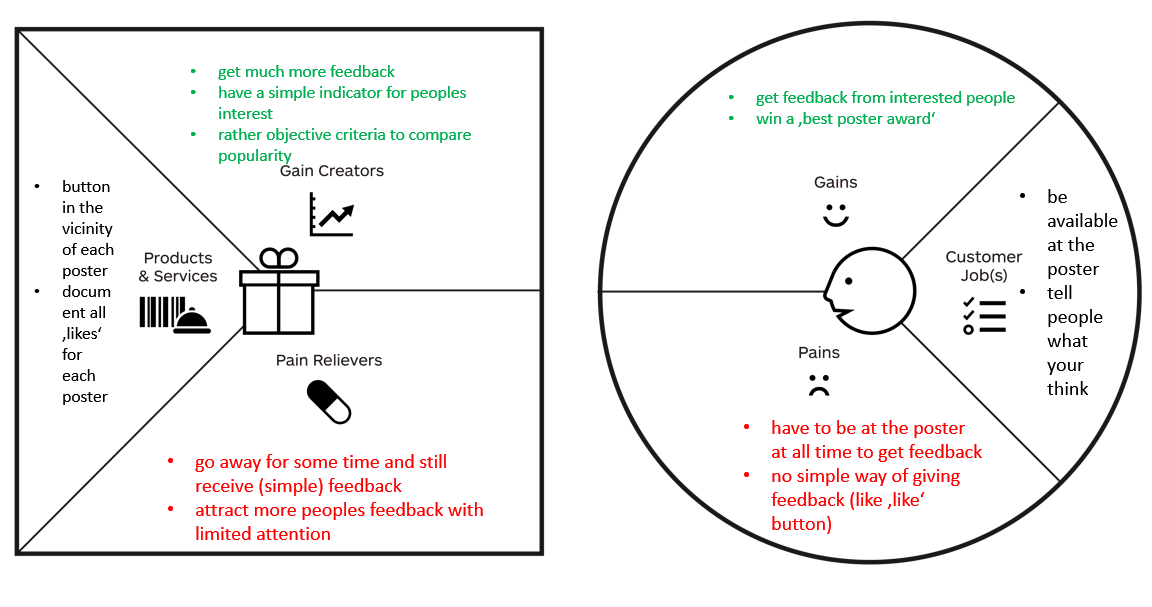 • get much more feedback
• have a simple indicator for peoples
interest
• rather objective criteria to compare
popularity
Gain Creators
• button
in the
vicinity
of each
poster
• docum
ent all
‚likes‘
for
each
poster
Products
& Services
Pain Relievers
• go away for some time and still
receive (simple) feedback
• attract more peoples feedback with
limited attention
• get feedback from interested people
• win a ‚best poster award‘
Gains
Customer
Job(s)
• be
available
at the
poster
• tell
people
what
your
think
Pains
• have to be at the poster
at all time to get feedback
• no simple way of giving
feedback (like ‚like‘
button)